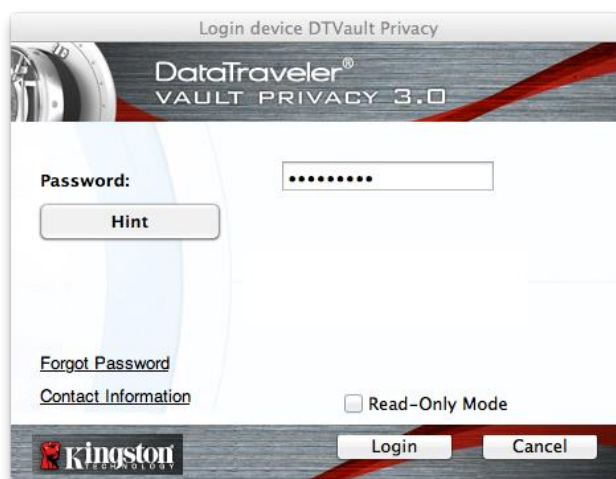 Login device DTVault Privacy
DataTraveler®
VAULT PRIVACY 3.0
Password:
•••••••••
Hint
Forgot Password
Contact Information
Read-Only Mode
Kingston
TECHNOLOGY
Login
Cancel